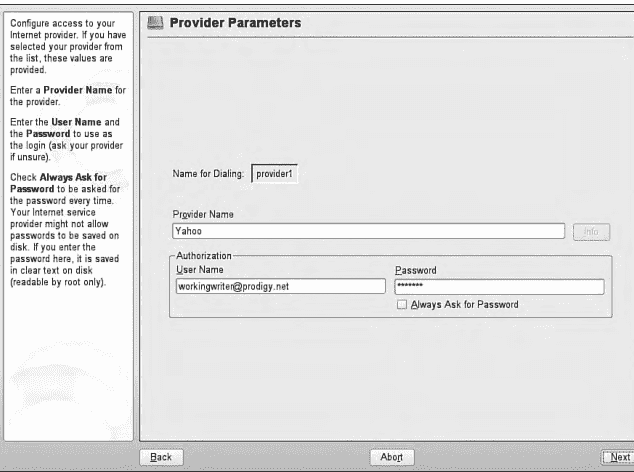 Configure access to your
Internet provider. If you have
selected your provider from
the list, these values are
provided.
Enter a Provider Name for
the provider.
Enter the User Name and
the Password to use as
the login (ask your provider
if unsure).
Check Always Ask for
Password to be asked for
the password every time.
Your Internet service
provider might not allow
passwords to be saved on
disk. If you enter the
password here, it is saved
in clear text on disk
(readable by root only).
Provider Parameters
Name for Dialing: provider1
Provider Name
Yahoo
Info
Authorization
User Name
Password
workingwriter@prodigy.net
*******
Always Ask for Password
Back
Abort
Next